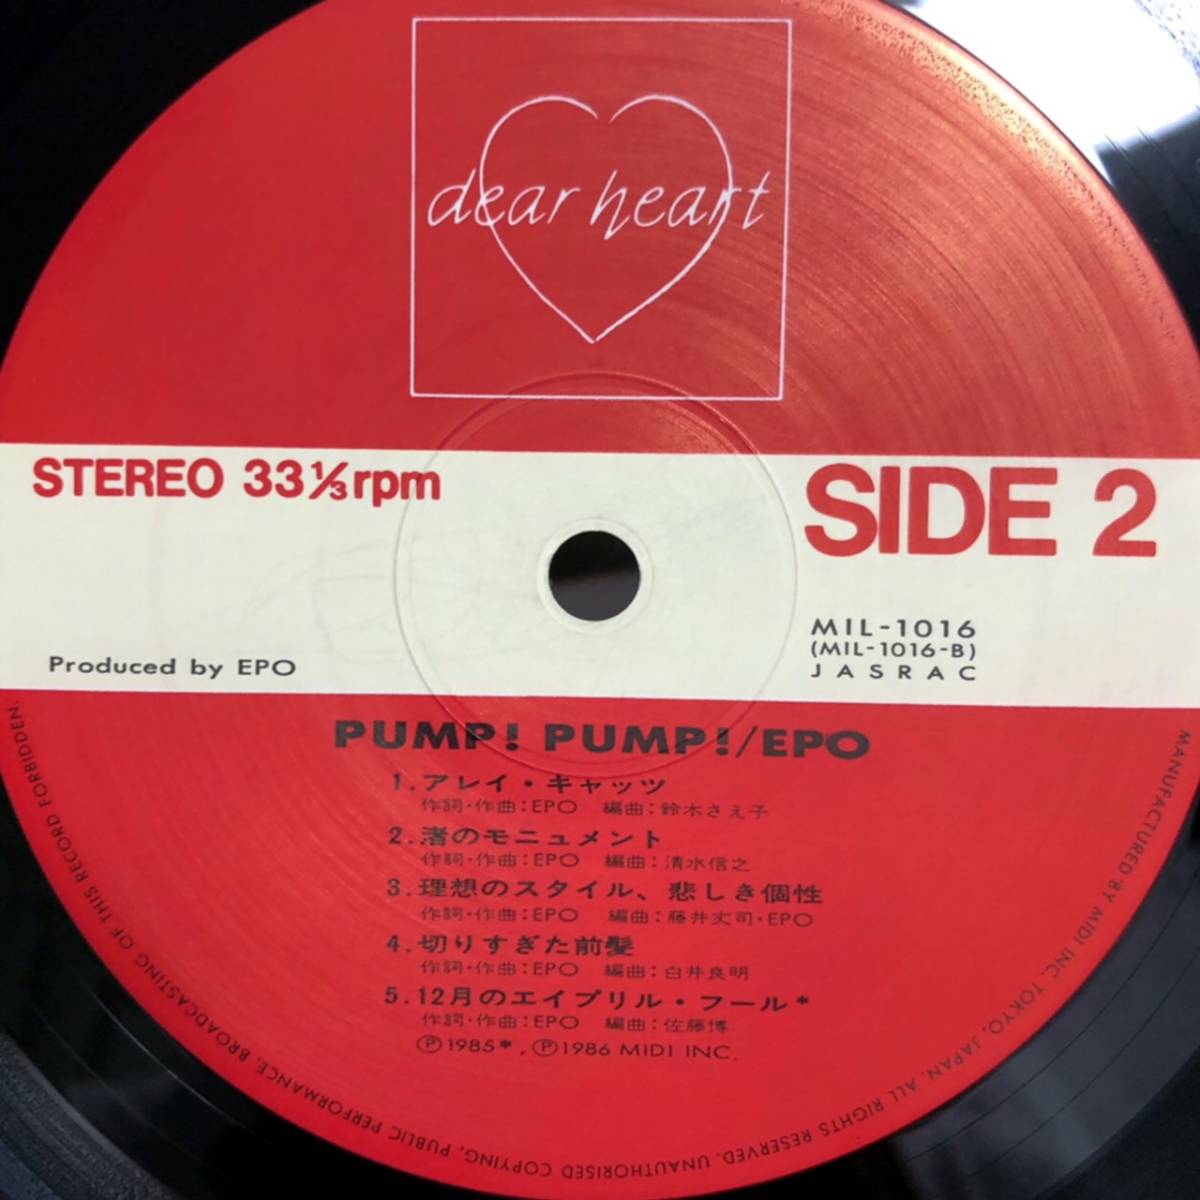 dear heart
STEREO 33⅓rpm
SIDE 2
MIL-1016
(MIL-1016-B)
JASRAC
Produced by EPO
PUMP! PUMP!/EPO
1.アレイ・キャッツ
作詞・作曲:EPO 編曲:鈴木さえ子
2.渚のモニュメント
作詞・作曲:EPO 編曲:清水信之
3.理想のスタイル、悲しき個性
作詞・作曲:EPO 編曲:藤井丈司・EPO
4.切りすぎた前髪
作詞・作曲:EPO 編曲:白井良明
5.12月のエイプリル・フール*
作詞・作曲:EPO 編曲:佐藤博
Ⓟ1985*,Ⓟ1986 MIDI INC.
MANUFACTURED BY MIDI INC. TOKYO, JAPAN. ALL RIGHTS RESERVED. UNAUTHORISED COPYING, PUBLIC PERFORMANCE, BROADCASTING OF THIS RECORD FORBIDDEN.